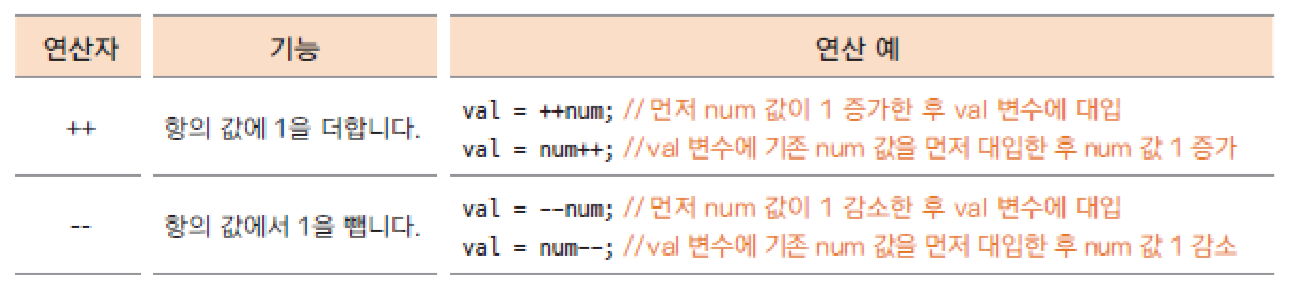 연산자 기능 연산 예
++ 항의 값에 1을 더합니다. val = ++num; // 먼저 num 값이 1 증가한 후 val 변수에 대입
val = num++; //val 변수에 기존 num 값을 먼저 대입한 후 num 값 1 증가
-- 항의 값에서 1을 뺍니다. val = --num; // 먼저 num 값이 1 감소한 후 val 변수에 대입
val = num--; //val 변수에 기존 num 값을 먼저 대입한 후 num 값 1 감소